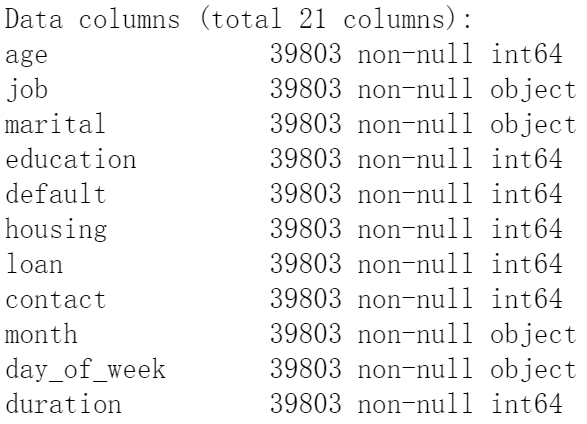 Data columns (total 21 columns):
age 39803 non-null int64
job 39803 non-null object
marital 39803 non-null object
education 39803 non-null int64
default 39803 non-null int64
housing 39803 non-null int64
loan 39803 non-null int64
contact 39803 non-null int64
month 39803 non-null object
day_of_week 39803 non-null object
duration 39803 non-null int64